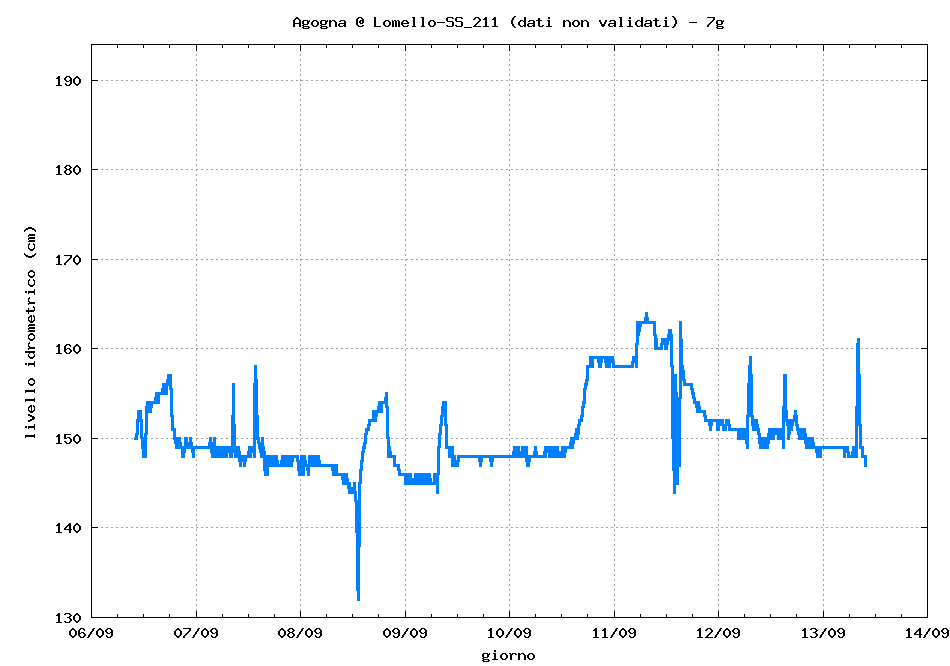 Agogna @ Lomello-SS_211 (dati non validati) - 7g
190
180
170
160
150
140
130
livello idrometrico (cm)
06/09 07/09 08/09 09/09 10/09 11/09 12/09 13/09 14/09
giorno